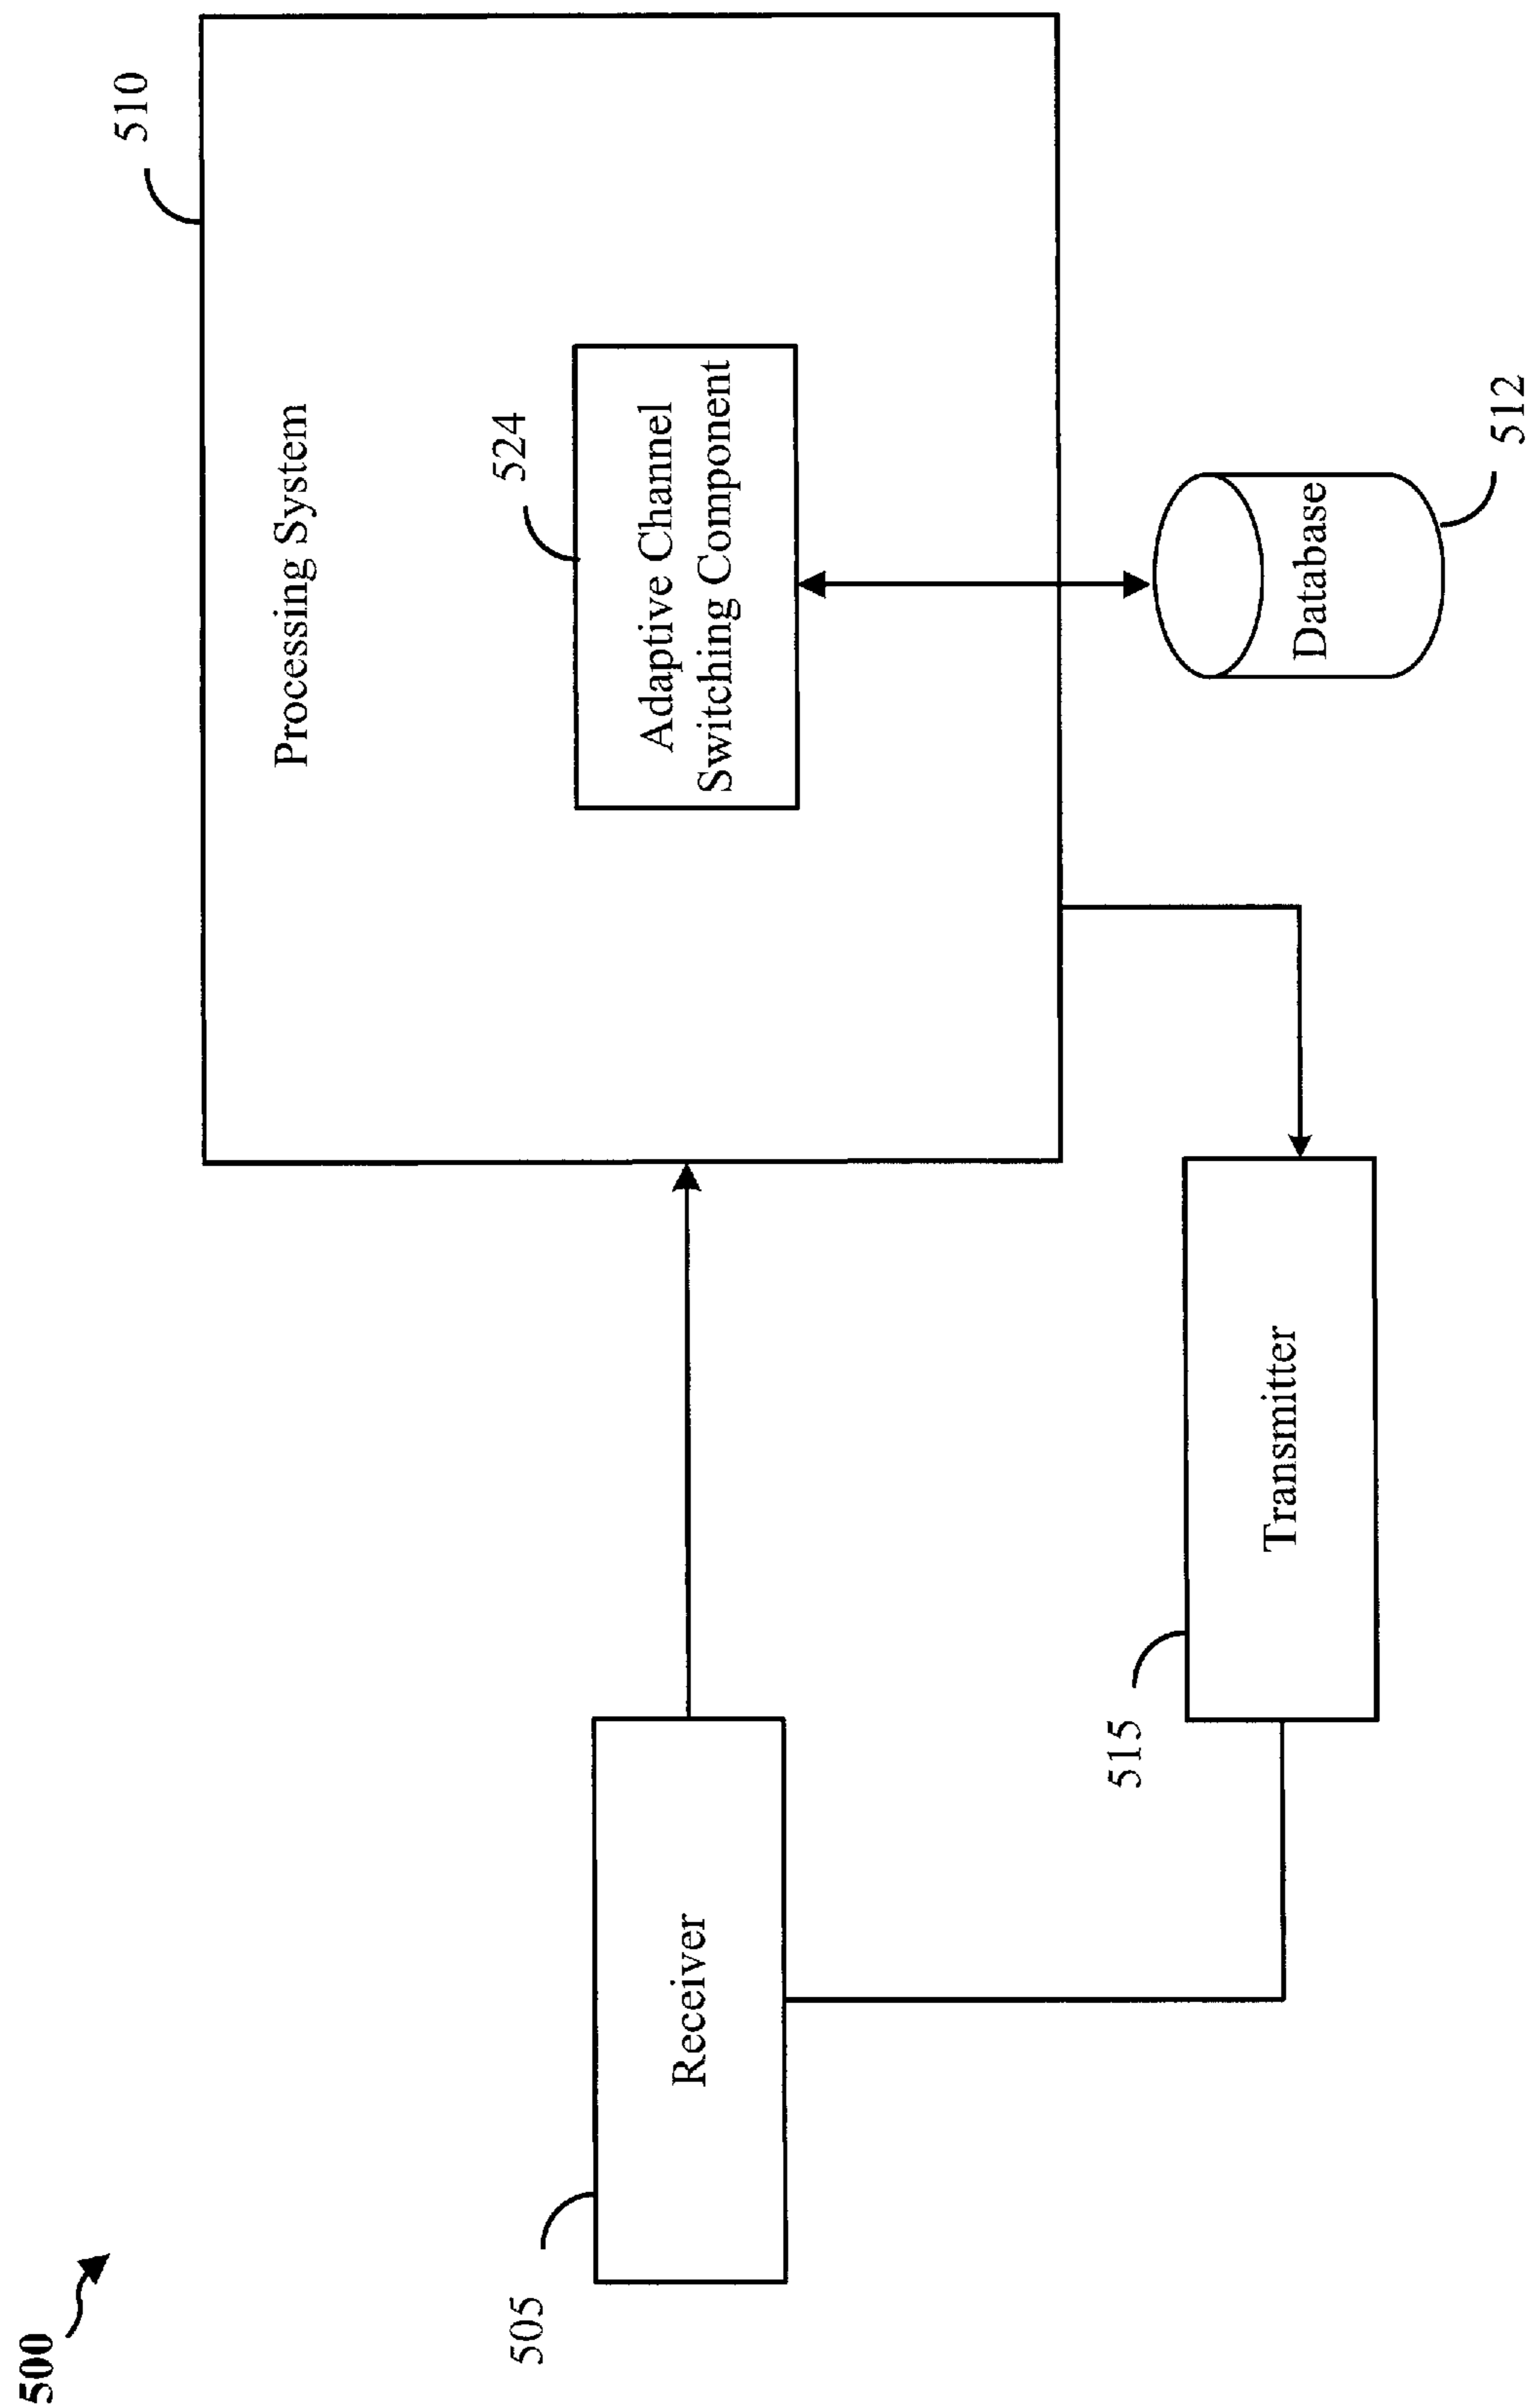 500
510
Processing System
524
Adaptive Channel
Switching Component
505
Receiver
Database
512
515
Transmitter